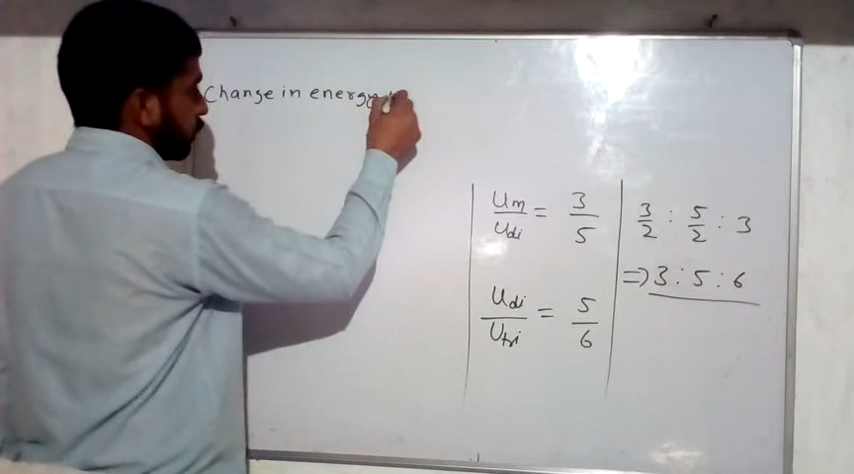 Change in energy
Um/Udi = 3/5
Udi/Utri = 5/6
3/2 : 5/2 : 3
⇒ 3 : 5 : 6